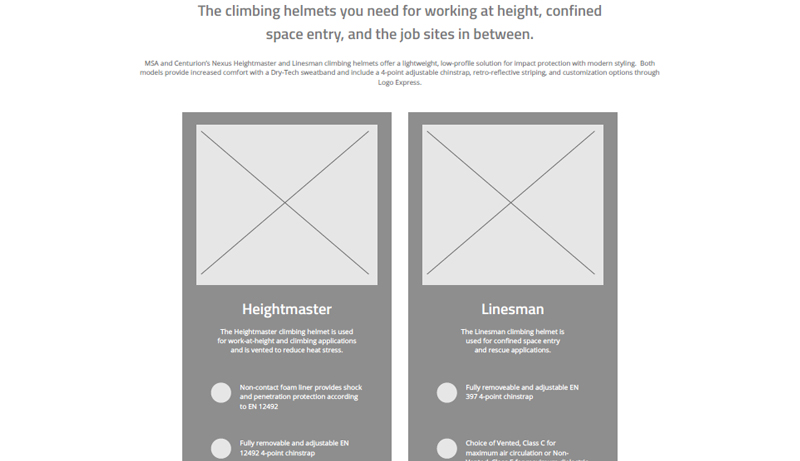 The climbing helmets you need for working at height, confined
space entry, and the job sites in between.
MSA and Centurion's Nexus Heightmaster and Linesman climbing helmets offer a lightweight, low-profile solution for impact protection with modern styling. Both
models provide increased comfort with a Dry-Tech sweatband and include a 4-point adjustable chinstrap, retro-reflective striping, and customization options through
Logo Express.
Heightmaster
The Heightmaster climbing helmet is used
for work-at-height and climbing applications
and is vented to reduce heat stress.
Non-contact foam liner provides shock
and penetration protection according
to EN 12492
Fully removable and adjustable EN
12492 4-point chinstrap
Linesman
The Linesman climbing helmet is
used for confined space entry
and rescue applications.
Fully removeable and adjustable EN
397 4-point chinstrap
Choice of Vented, Class C for
maximum air circulation or Non-